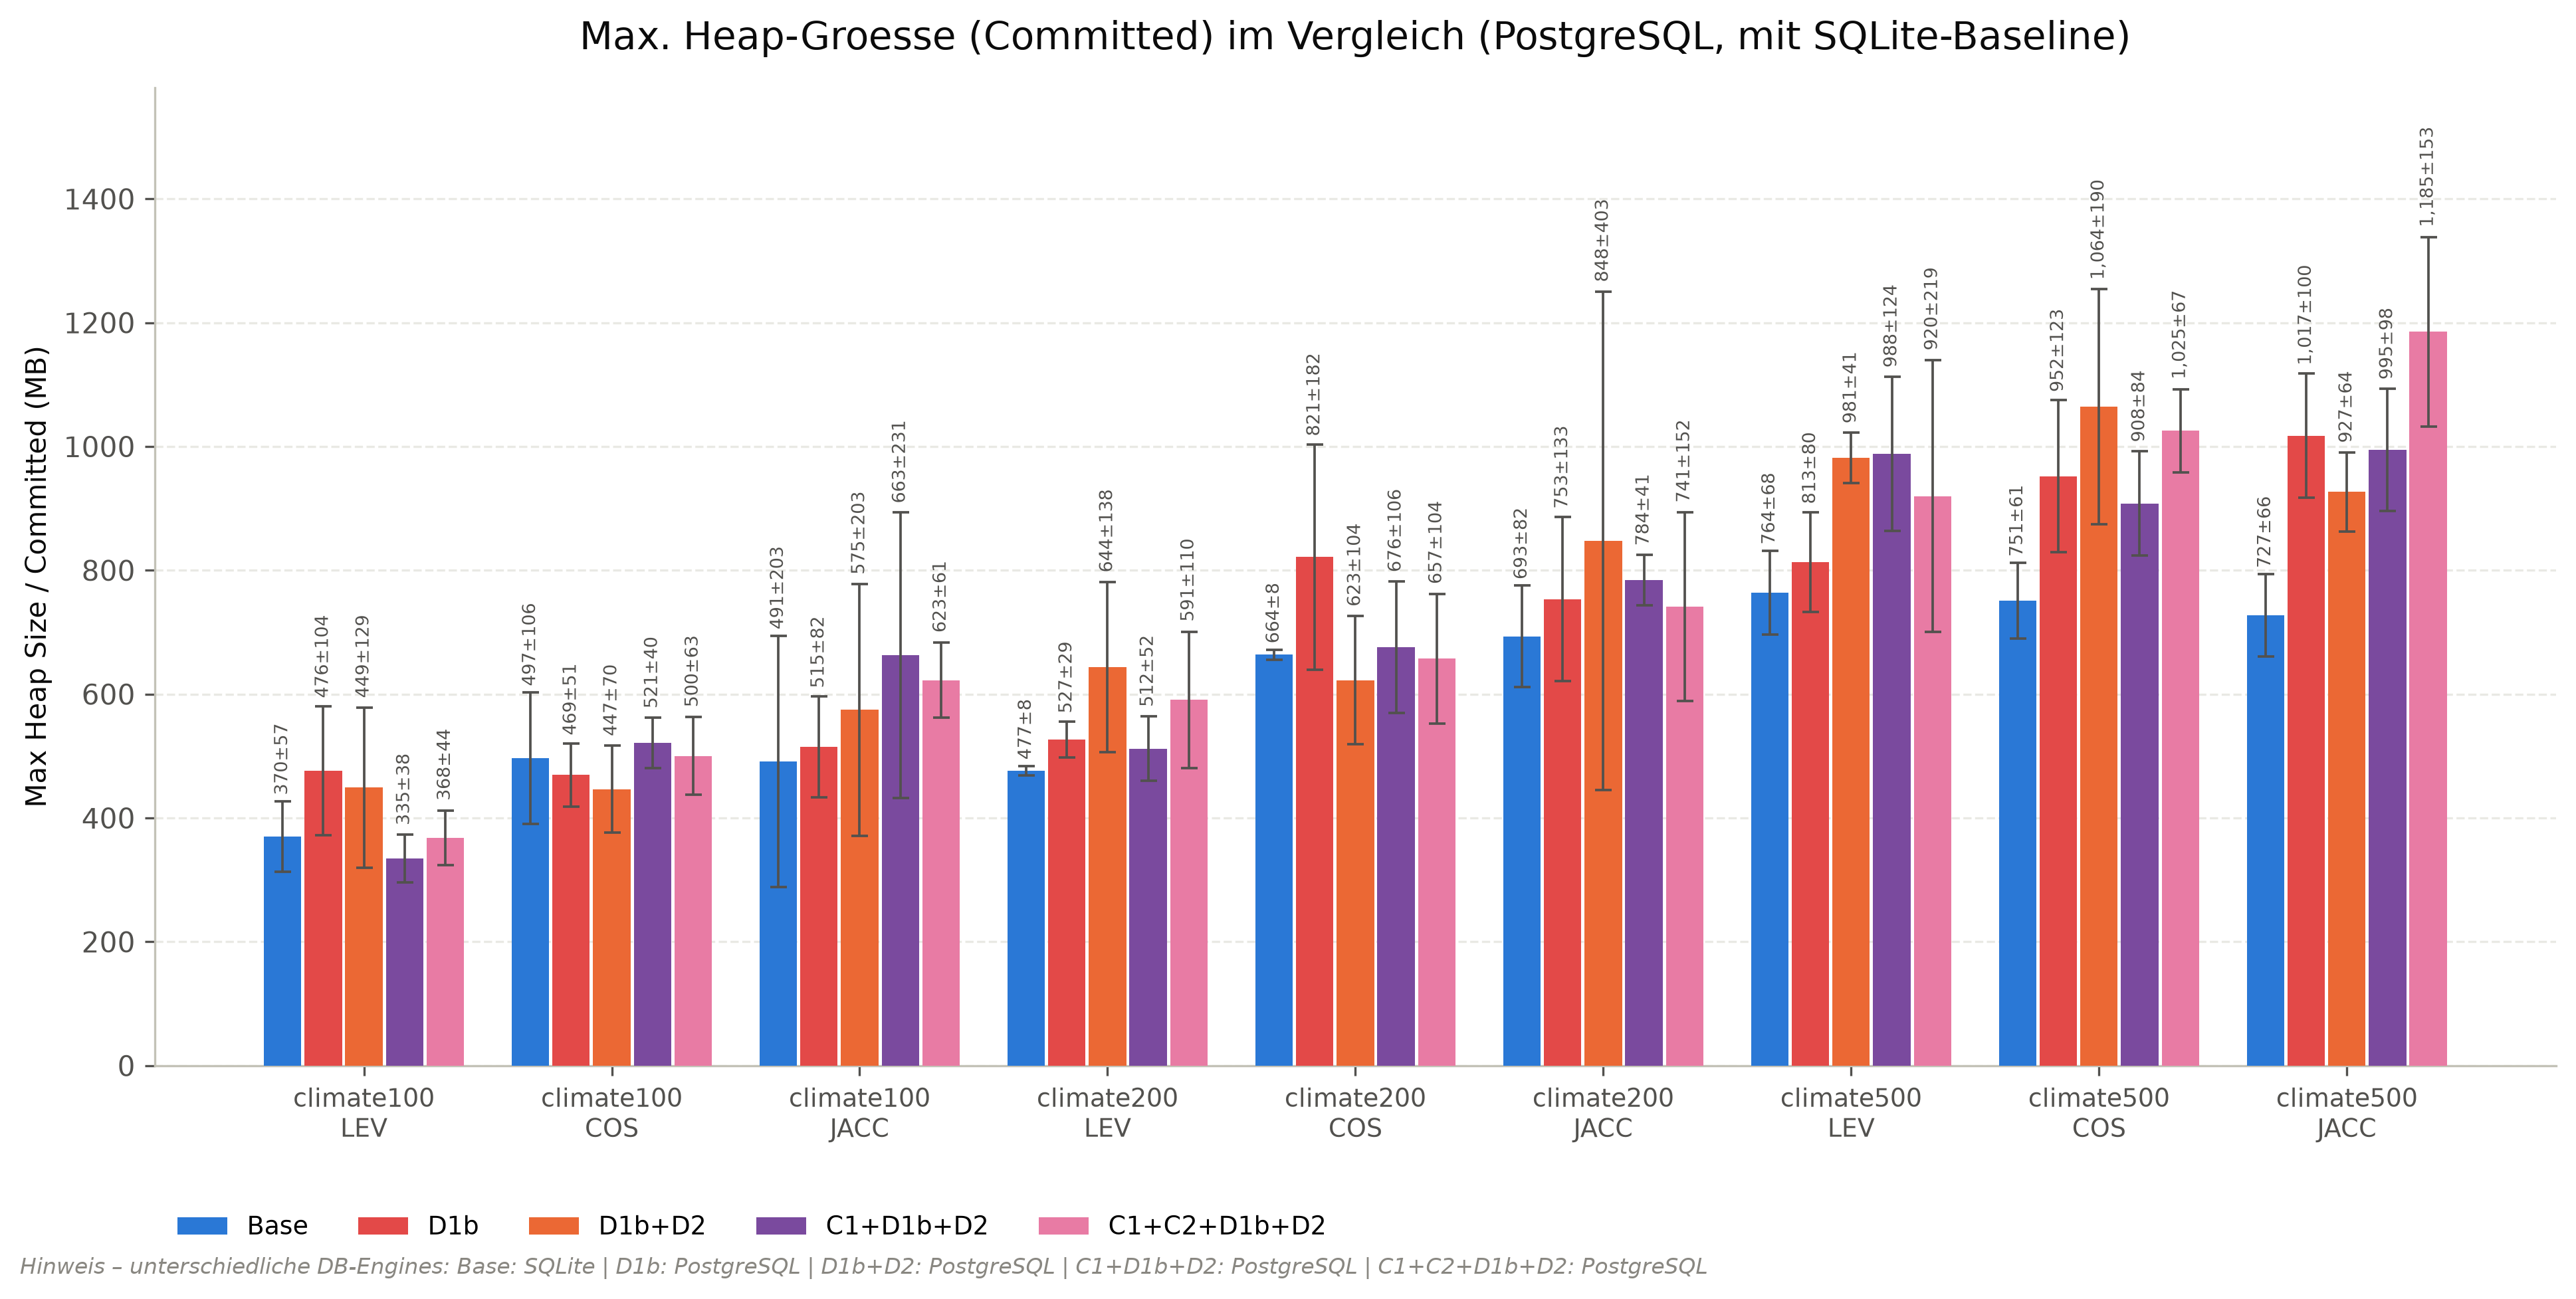 Max. Heap-Groesse (Committed) im Vergleich (PostgreSQL, mit SQLite-Baseline)
Max Heap Size / Committed (MB)
1400
1200
1000
800
600
400
200
0
370±57
476±104
449±129
335±38
368±44
497±106
469±51
447±70
521±40
500±63
491±203
515±82
575±203
663±231
623±61
477±8
527±29
644±138
512±52
591±110
664±8
821±182
623±104
676±106
657±104
693±82
753±133
848±403
784±41
741±152
764±68
813±80
981±41
988±124
920±219
751±61
952±123
1,064±190
908±84
1,025±67
727±66
1,017±100
927±64
995±98
1,185±153
climate100
LEV
climate100
COS
climate100
JACC
climate200
LEV
climate200
COS
climate200
JACC
climate500
LEV
climate500
COS
climate500
JACC
Base
D1b
D1b+D2
C1+D1b+D2
C1+C2+D1b+D2
Hinweis – unterschiedliche DB-Engines: Base: SQLite | D1b: PostgreSQL | D1b+D2: PostgreSQL | C1+D1b+D2: PostgreSQL | C1+C2+D1b+D2: PostgreSQL